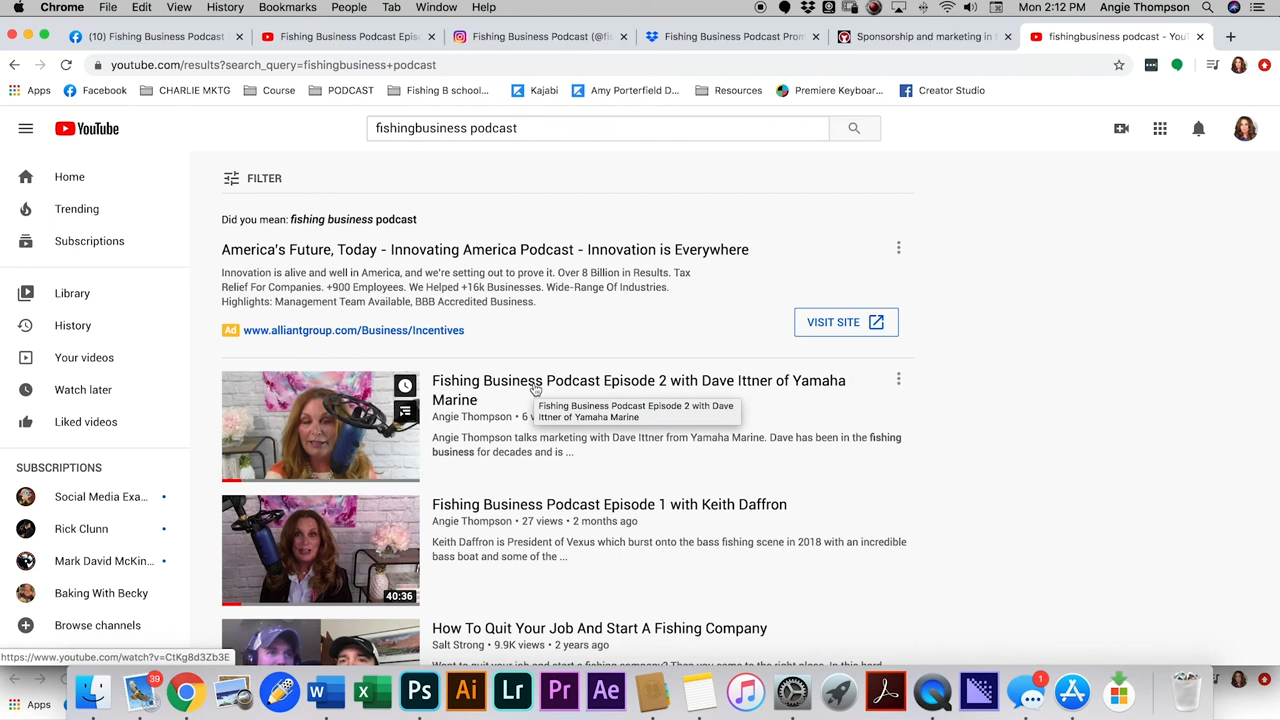 Chrome File Edit View History Bookmarks People Tab Window Help Mon 2:12 PM Angie Thompson
(10) Fishing Business Podcast Fishing Business Podcast Epis Instagram Fishing Business Podcast (@fis Fishing Business Podcast Pron Sponsorship and marketing in t fishingbusiness podcast - You
youtube.com/results?search_query=fishingbusiness+podcast
Apps Facebook CHARLIE MKTG Course PODCAST Fishing B school... Kajabi Amy Porterfield D... Resources Premiere Keyboar... Creator Studio
YouTube fishingbusiness podcast
Home
Trending
Subscriptions
Library
History
Your videos
Watch later
Liked videos
SUBSCRIPTIONS
Social Media Exa...
Rick Clunn
Mark David McKin...
Baking With Becky
Browse channels
FILTER
Did you mean: fishing business podcast
America's Future, Today - Innovating America Podcast - Innovation is Everywhere
Innovation is alive and well in America, and we're setting out to prove it. Over 8 Billion in Results. Tax
Relief For Companies. +900 Employees. We Helped +16k Businesses. Wide-Range Of Industries.
Highlights: Management Team Available, BBB Accredited Business.
Ad www.alliantgroup.com/Business/Incentives
VISIT SITE
Fishing Business Podcast Episode 2 with Dave Ittner of Yamaha
Marine
Angie Thompson • 6
Fishing Business Podcast Episode 2 with Dave
Ittner of Yamaha Marine
Angie Thompson talks marketing with Dave Ittner from Yamaha Marine. Dave has been in the fishing
business for decades and is ...
Fishing Business Podcast Episode 1 with Keith Daffron
Angie Thompson • 27 views • 2 months ago
Keith Daffron is President of Vexus which burst onto the bass fishing scene in 2018 with an incredible
bass boat and some of the ...
40:36
How To Quit Your Job And Start A Fishing Company
Salt Strong • 9.9K views • 2 years ago
https://www.youtube.com/watch?v=CtKg8d3Zb3E
39 W X Ps Ai Lr Pr Ae 1
Apps